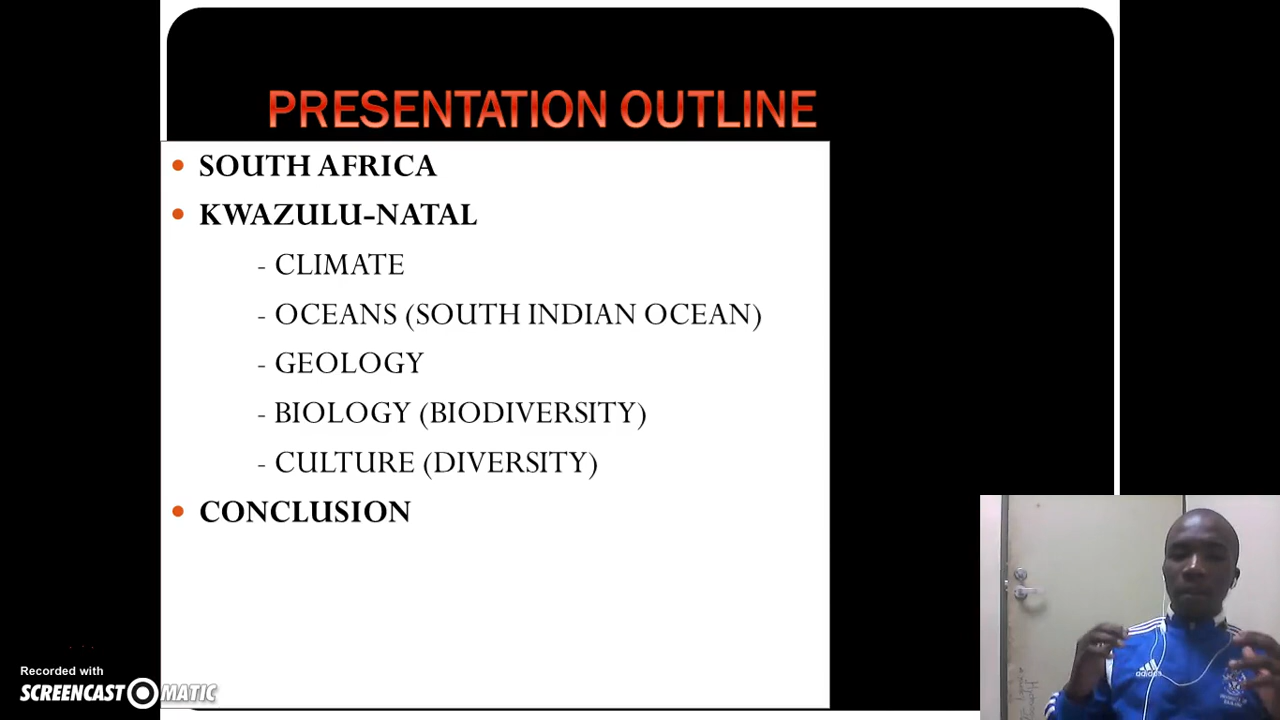 PRESENTATION OUTLINE
• SOUTH AFRICA
• KWAZULU-NATAL
- CLIMATE
- OCEANS (SOUTH INDIAN OCEAN)
- GEOLOGY
- BIOLOGY (BIODIVERSITY)
- CULTURE (DIVERSITY)
• CONCLUSION
adidas
Recorded with
SCREENCAST MATIC